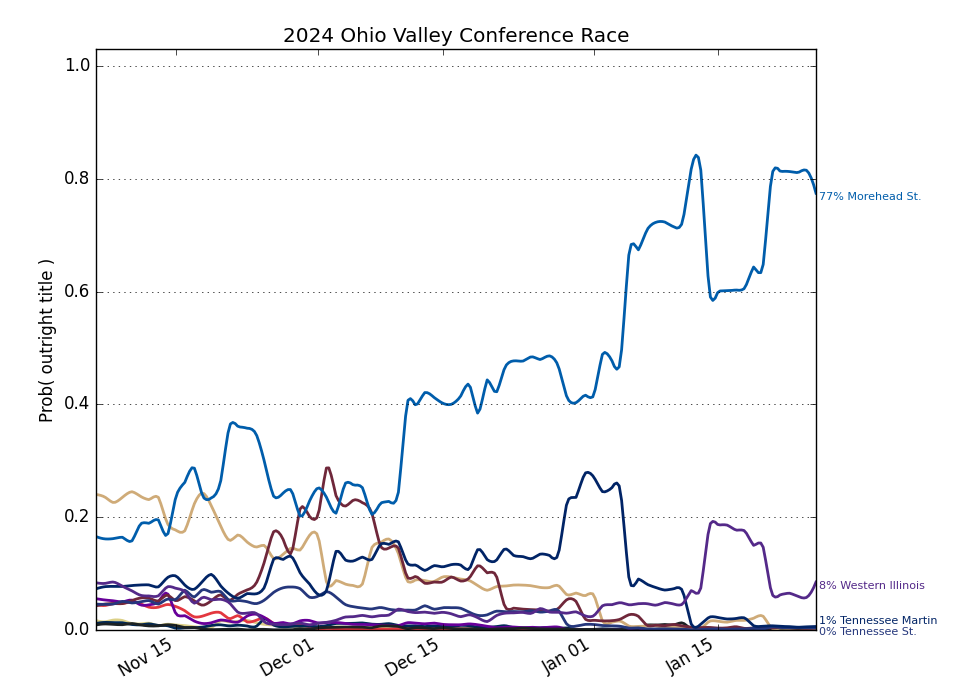 2024 Ohio Valley Conference Race
Prob( outright title )
1.0
0.8
0.6
0.4
0.2
0.0
77% Morehead St.
8% Western Illinois
1% Tennessee Martin
0% Tennessee St.
Nov 15
Dec 01
Dec 15
Jan 01
Jan 15